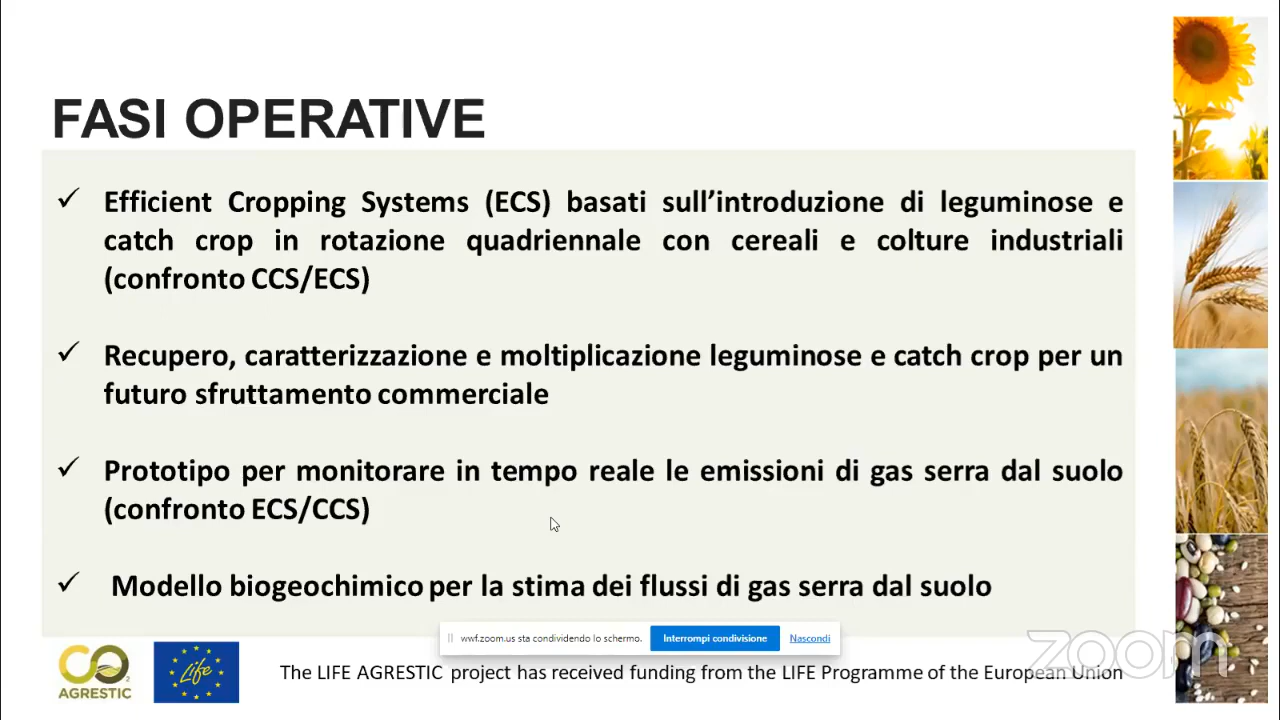 FASI OPERATIVE
✓ Efficient Cropping Systems (ECS) basati sull’introduzione di leguminose e
catch crop in rotazione quadriennale con cereali e colture industriali
(confronto CCS/ECS)
✓ Recupero, caratterizzazione e moltiplicazione leguminose e catch crop per un
futuro sfruttamento commerciale
✓ Prototipo per monitorare in tempo reale le emissioni di gas serra dal suolo
(confronto ECS/CCS)
✓ Modello biogeochimico per la stima dei flussi di gas serra dal suolo
wwf.zoom.us sta condividendo lo schermo. Interrompi condivisione Nascondi
CO2
AGRESTIC
Life
The LIFE AGRESTIC project has received funding from the LIFE Programme of the European Union
zoom